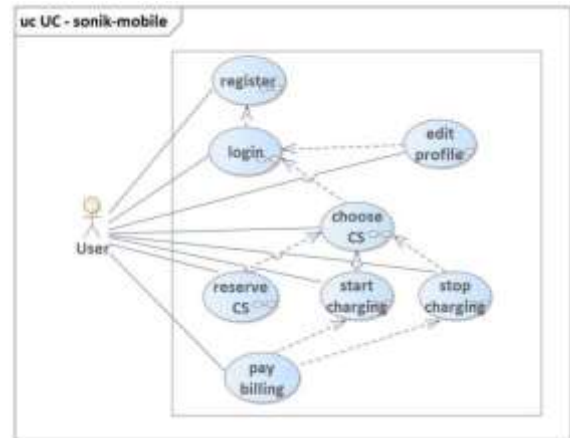 uc UC - sonik-mobile
register
login
edit
profile
User
choose
CS
reserve
CS
start
charging
stop
charging
pay
billing